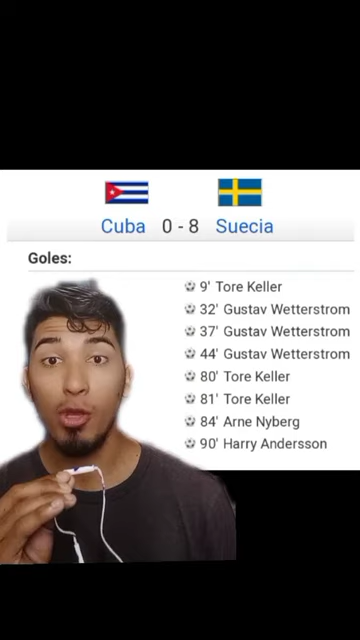 Cuba 0 - 8 Suecia
Goles:
9' Tore Keller
32' Gustav Wetterstrom
37' Gustav Wetterstrom
44' Gustav Wetterstrom
80' Tore Keller
81' Tore Keller
84' Arne Nyberg
90' Harry Andersson